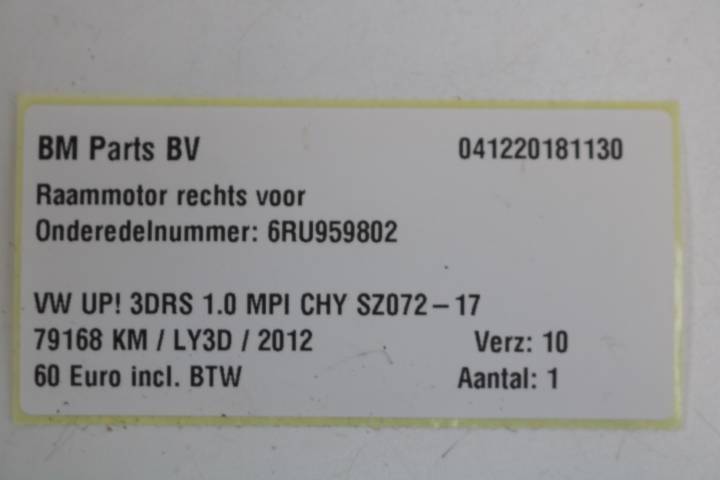 BM Parts BV 041220181130
Raammotor rechts voor
Onderedelnummer: 6RU959802
VW UP! 3DRS 1.0 MPI CHY SZ072-17
79168 KM / LY3D / 2012 Verz: 10
60 Euro incl. BTW Aantal: 1